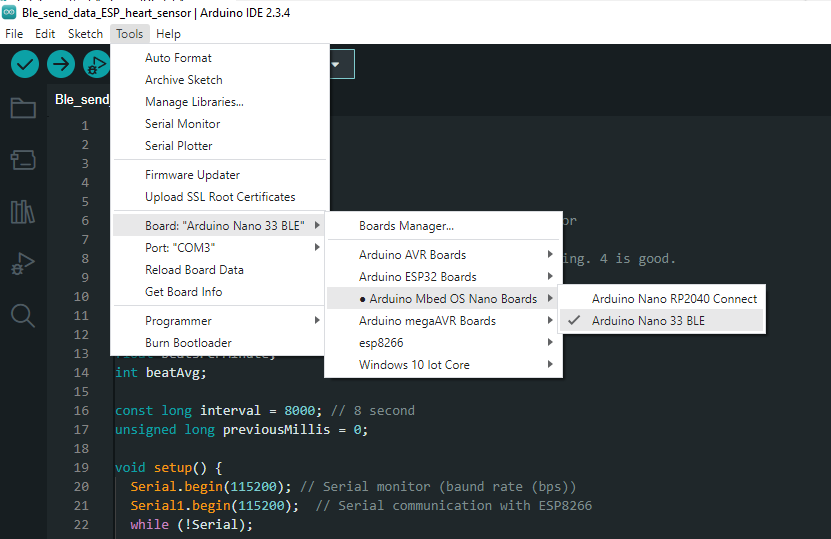 Ble_send_data_ESP_heart_sensor | Arduino IDE 2.3.4
File Edit Sketch Tools Help
Auto Format
Archive Sketch
Manage Libraries...
Serial Monitor
Serial Plotter
Firmware Updater
Upload SSL Root Certificates
Board: "Arduino Nano 33 BLE"
Port: "COM3"
Reload Board Data
Get Board Info
Programmer
Burn Bootloader
Boards Manager...
Arduino AVR Boards
Arduino ESP32 Boards
● Arduino Mbed OS Nano Boards
Arduino megaAVR Boards
esp8266
Windows 10 Iot Core
Arduino Nano RP2040 Connect
✓ Arduino Nano 33 BLE
Ble_send_
1
2
3
4
5
6 or
7
8 ing. 4 is good.
9
10
11
12
13
14 int beatAvg;
15
16 const long interval = 8000; // 8 second
17 unsigned long previousMillis = 0;
18
19 void setup() {
20 Serial.begin(115200); // Serial monitor (baund rate (bps))
21 Serial1.begin(115200); // Serial communication with ESP8266
22 while (!Serial);